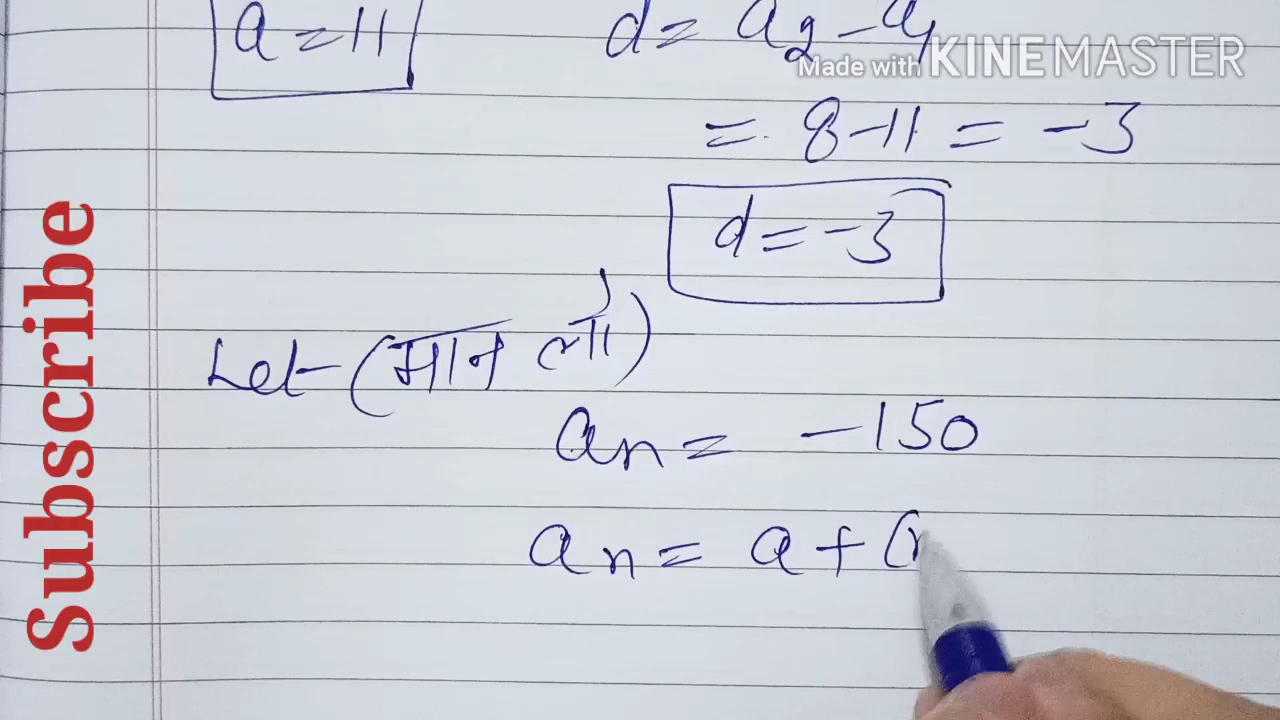 a = 11 d = a2 - a1
Made with KINEMASTER
= 8 - 11 = -3
d = -3
Let (मान लो)
an = -150
an = a + (n
Subscribe